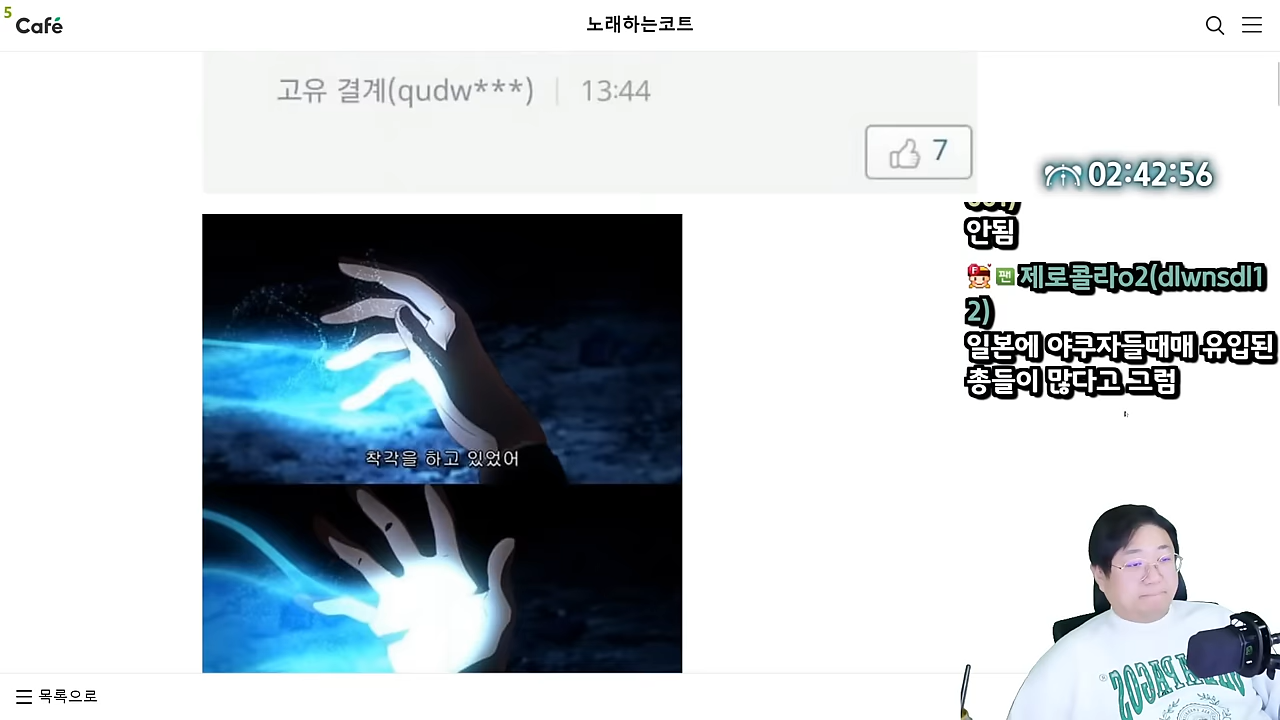 5
Café
노래하는코트
고유 결계(qudw***)
13:44
7
02:42:56
안됨
제로콜라o2(dlwnsdl1
2)
일본에 야쿠자들때매 유입된
총들이 많다고 그럼
착각을 하고 있었어
목록으로